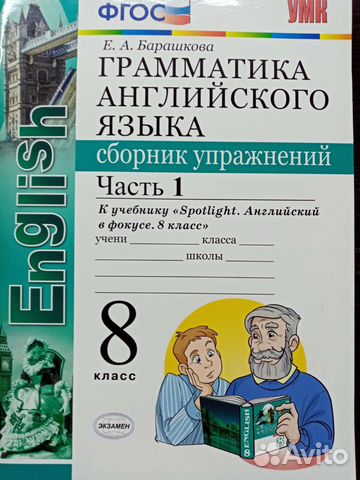 ФГОС
УМК
Е. А. Барашкова
ГРАММАТИКА
АНГЛИЙСКОГО
ЯЗЫКА
сборник упражнений
Часть 1
К учебнику «Spotlight. Английский
в фокусе. 8 класс»
учени класса
школы
English
8
КЛАСС
ENGLISH
8
ЭКЗАМЕН
Avito